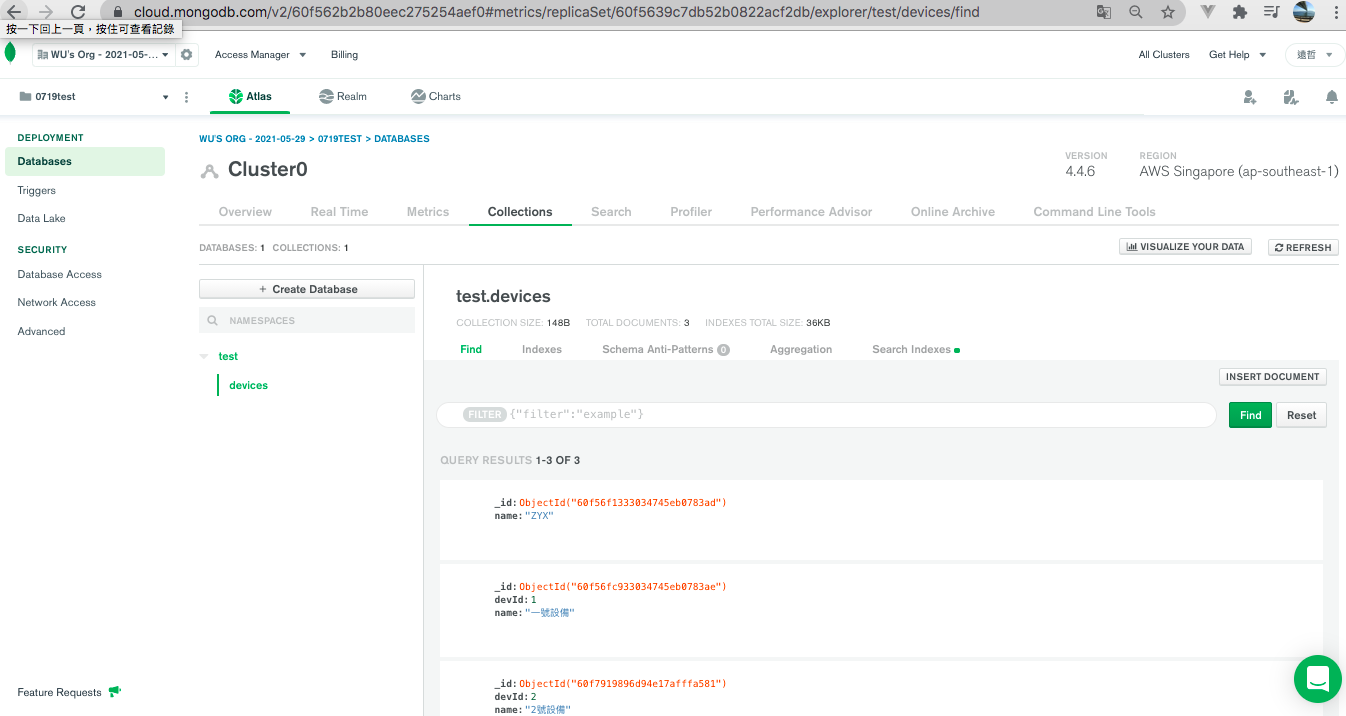 cloud.mongodb.com/v2/60f562b2b80eec275254aef0#metrics/replicaSet/60f5639c7db52b0822acf2db/explorer/test/devices/find
按一下回上一頁，按住可查看記錄
WU's Org - 2021-05-... Access Manager Billing All Clusters Get Help 遠哲
0719test Atlas Realm Charts
DEPLOYMENT
Databases
Triggers
Data Lake
SECURITY
Database Access
Network Access
Advanced
Feature Requests
WU'S ORG - 2021-05-29 > 0719TEST > DATABASES
Cluster0
VERSION
4.4.6
REGION
AWS Singapore (ap-southeast-1)
Overview Real Time Metrics Collections Search Profiler Performance Advisor Online Archive Command Line Tools
DATABASES: 1 COLLECTIONS: 1 VISUALIZE YOUR DATA REFRESH
+ Create Database
NAMESPACES
test
devices
test.devices
COLLECTION SIZE: 148B TOTAL DOCUMENTS: 3 INDEXES TOTAL SIZE: 36KB
Find Indexes Schema Anti-Patterns 0 Aggregation Search Indexes
INSERT DOCUMENT
FILTER {"filter":"example"} Find Reset
QUERY RESULTS 1-3 OF 3
_id: ObjectId("60f56f1333034745eb0783ad")
name: "ZYX"
_id: ObjectId("60f56fc933034745eb0783ae")
devId: 1
name: "一號設備"
_id: ObjectId("60f7919896d94e17afffa581")
devId: 2
name: "2號設備"